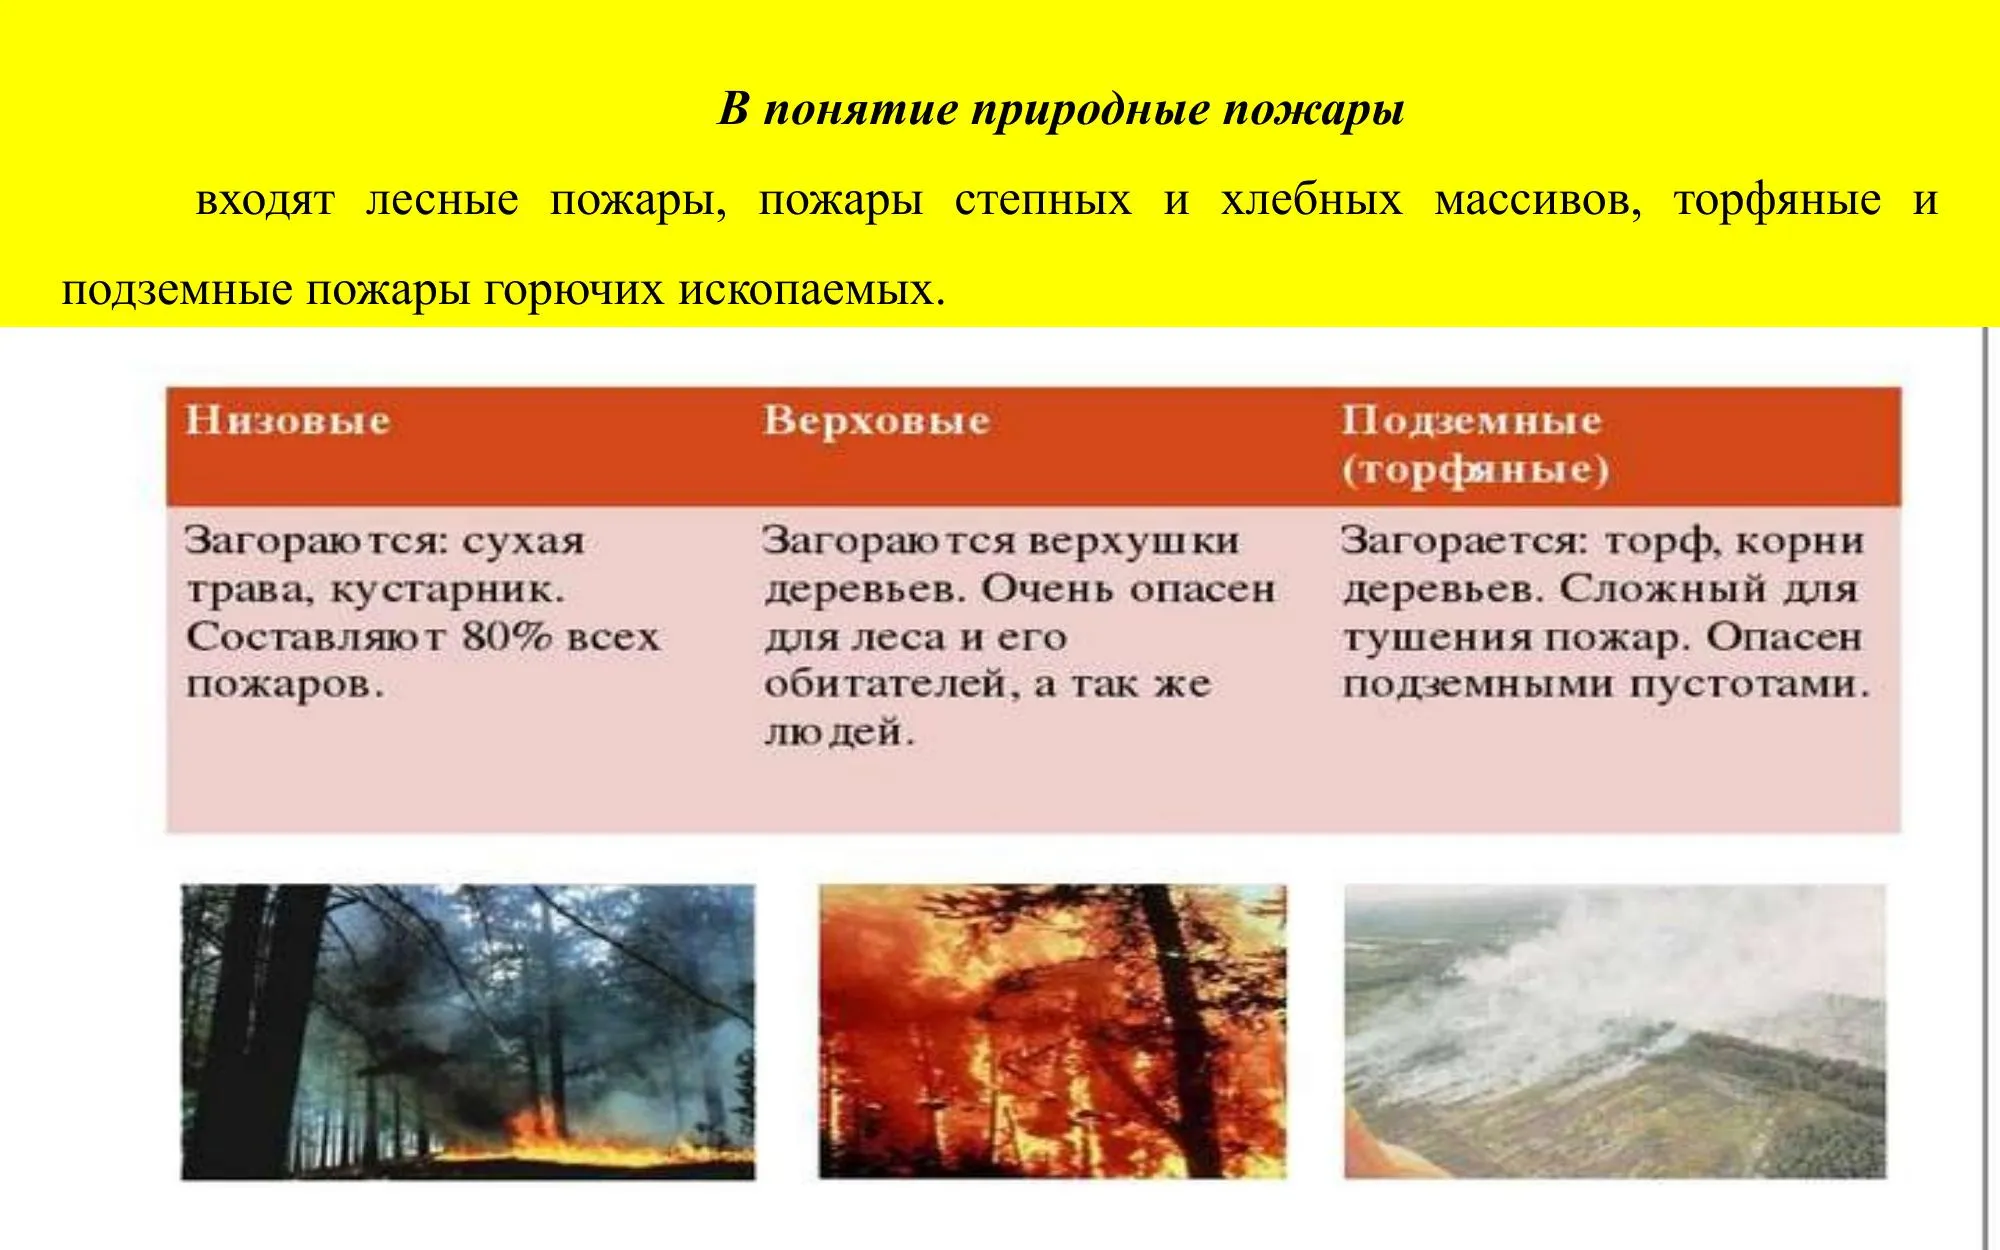 В понятие природные пожары
входят лесные пожары, пожары степных и хлебных массивов, торфяные и
подземные пожары горючих ископаемых.
Низовые
Верховые
Подземные
(торфяные)
Загораются: сухая
трава, кустарник.
Составляют 80% всех
пожаров.
Загораются верхушки
деревьев. Очень опасен
для леса и его
обитателей, а так же
людей.
Загорается: торф, корни
деревьев. Сложный для
тушения пожар. Опасен
подземными пустотами.